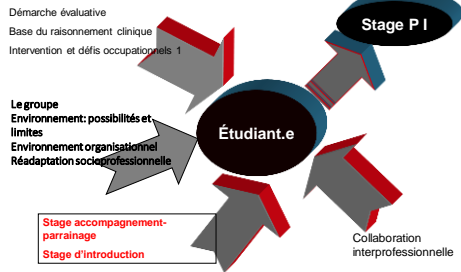 Démarche évaluative
Base du raisonnement clinique
Intervention et défis occupationnels 1
Stage P I
Le groupe
Environnement: possibilités et
limites
Environnement organisationnel
Réadaptation socioprofessionnelle
Étudiant.e
Stage accompagnement-
parrainage
Stage d'introduction
Collaboration
interprofessionnelle